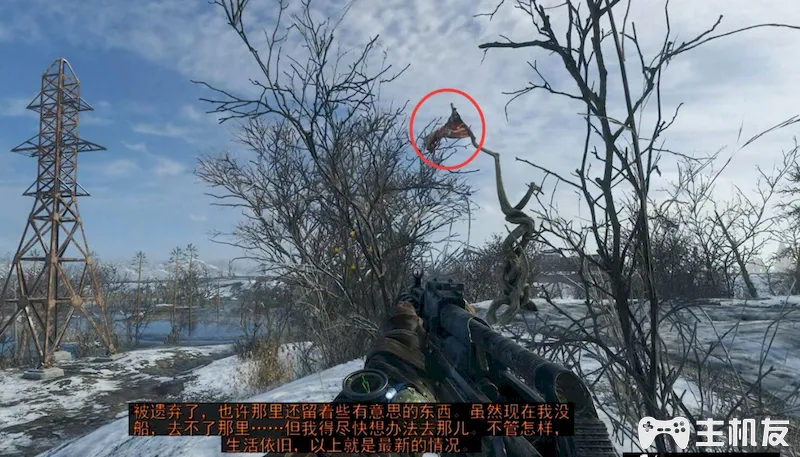 被遗弃了，也许那里还留着些有意思的东西。虽然现在我没
船，去不了那里……但我得尽快想办法去那儿。不管怎样，
生活依旧，以上就是最新的情况。
主机友